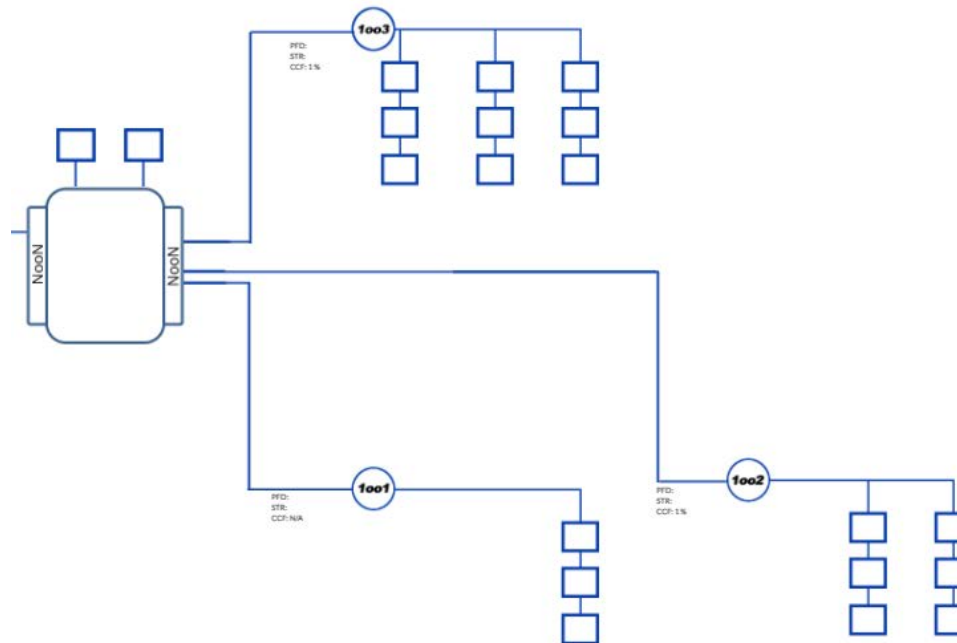 1oo3
PFD:
STR:
CCF: 1%
NooN
NooN
1oo1
PFD:
STR:
CCF: N/A
1oo2
PFD:
STR:
CCF: 1%